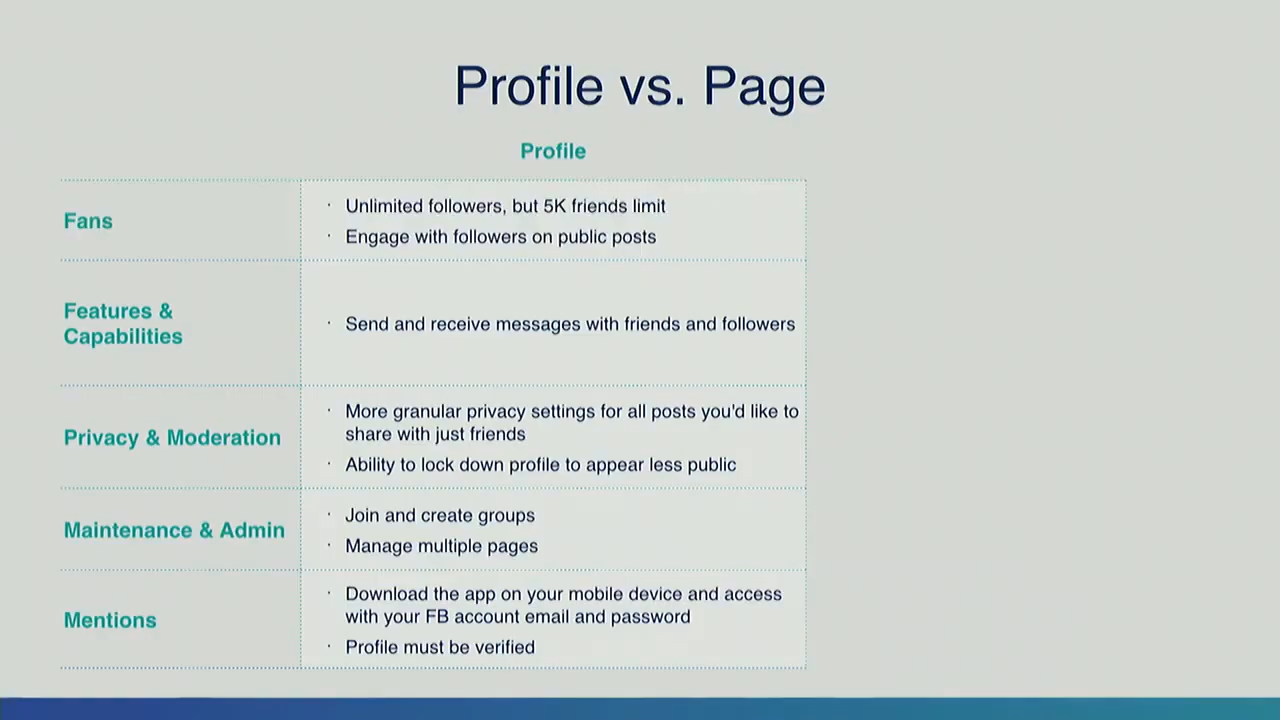 Profile vs. Page
Profile
Fans
· Unlimited followers, but 5K friends limit
· Engage with followers on public posts
Features &
Capabilities
· Send and receive messages with friends and followers
Privacy & Moderation
· More granular privacy settings for all posts you'd like to
share with just friends
· Ability to lock down profile to appear less public
Maintenance & Admin
· Join and create groups
· Manage multiple pages
Mentions
· Download the app on your mobile device and access
with your FB account email and password
· Profile must be verified